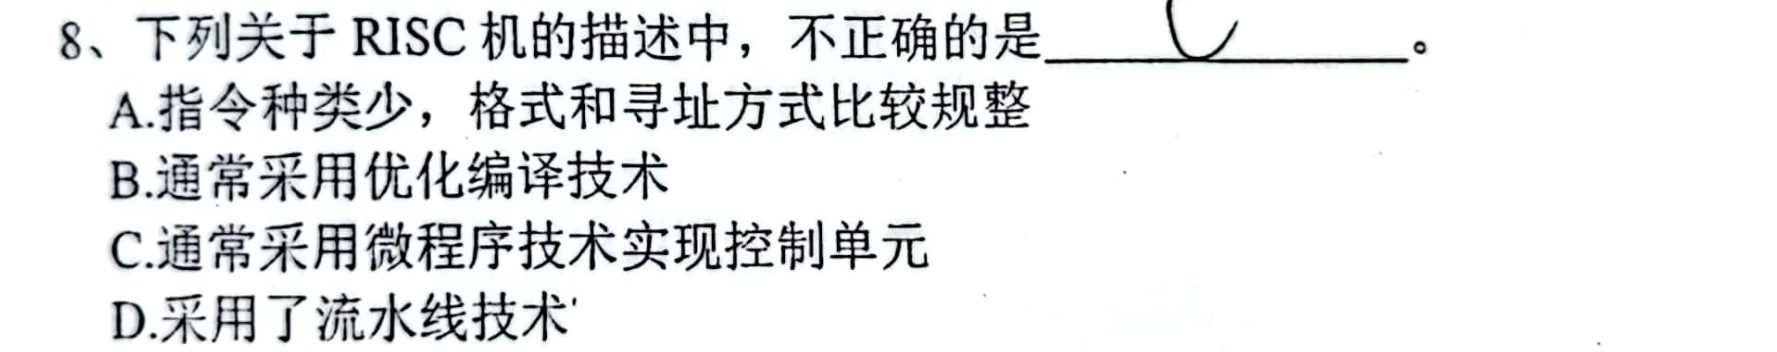 8、下列关于 RISC 机的描述中，不正确的是 C 。
A.指令种类少，格式和寻址方式比较规整
B.通常采用优化编译技术
C.通常采用微程序技术实现控制单元
D.采用了流水线技术